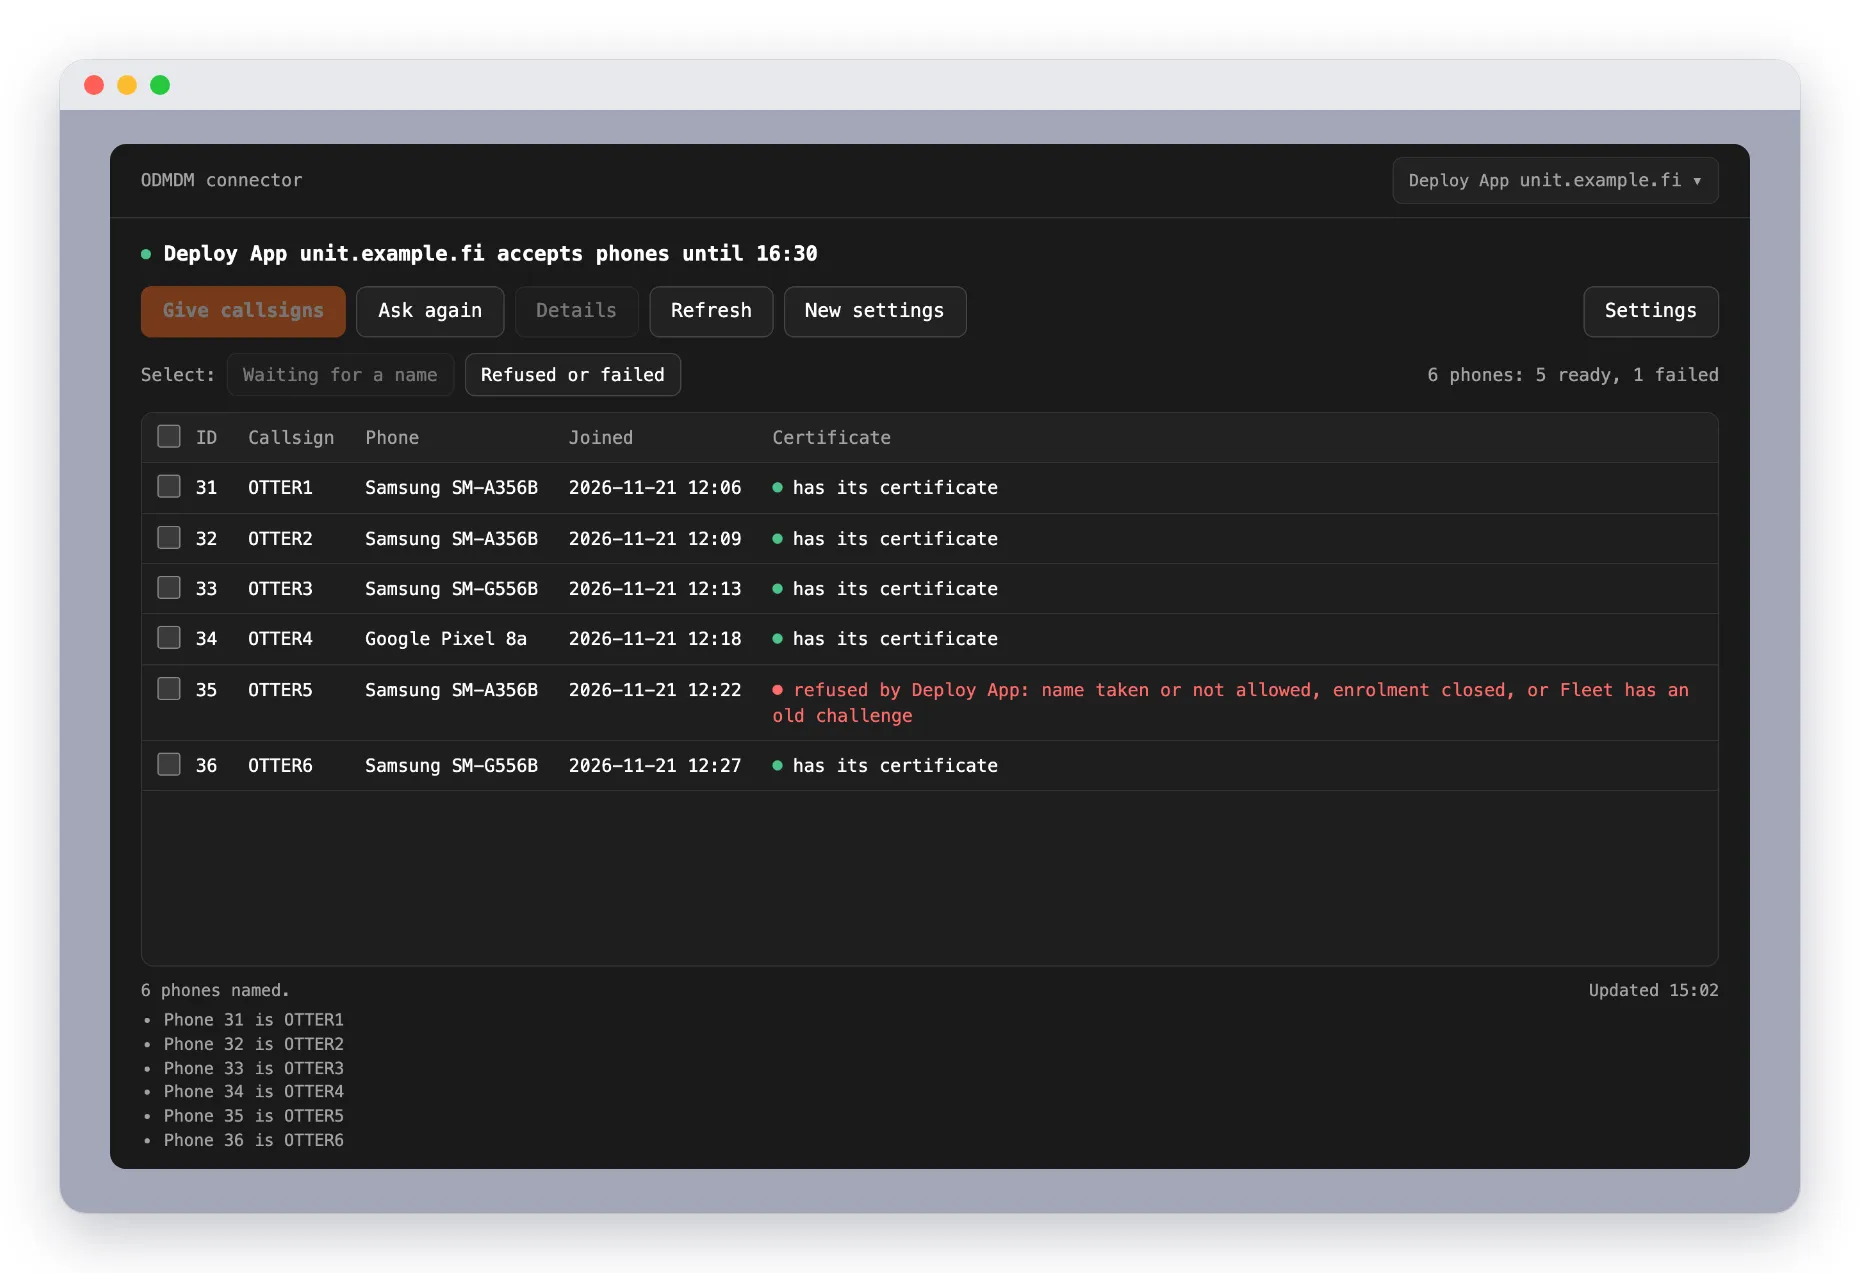 ODMDM connector
Deploy App unit.example.fi ▾
Deploy App unit.example.fi accepts phones until 16:30
Give callsigns Ask again Details Refresh New settings Settings
Select: Waiting for a name Refused or failed 6 phones: 5 ready, 1 failed
ID Callsign Phone Joined Certificate
31 OTTER1 Samsung SM-A356B 2026-11-21 12:06 has its certificate
32 OTTER2 Samsung SM-A356B 2026-11-21 12:09 has its certificate
33 OTTER3 Samsung SM-G556B 2026-11-21 12:13 has its certificate
34 OTTER4 Google Pixel 8a 2026-11-21 12:18 has its certificate
35 OTTER5 Samsung SM-A356B 2026-11-21 12:22 refused by Deploy App: name taken or not allowed, enrolment closed, or Fleet has an
old challenge
36 OTTER6 Samsung SM-G556B 2026-11-21 12:27 has its certificate
6 phones named. Updated 15:02
• Phone 31 is OTTER1
• Phone 32 is OTTER2
• Phone 33 is OTTER3
• Phone 34 is OTTER4
• Phone 35 is OTTER5
• Phone 36 is OTTER6